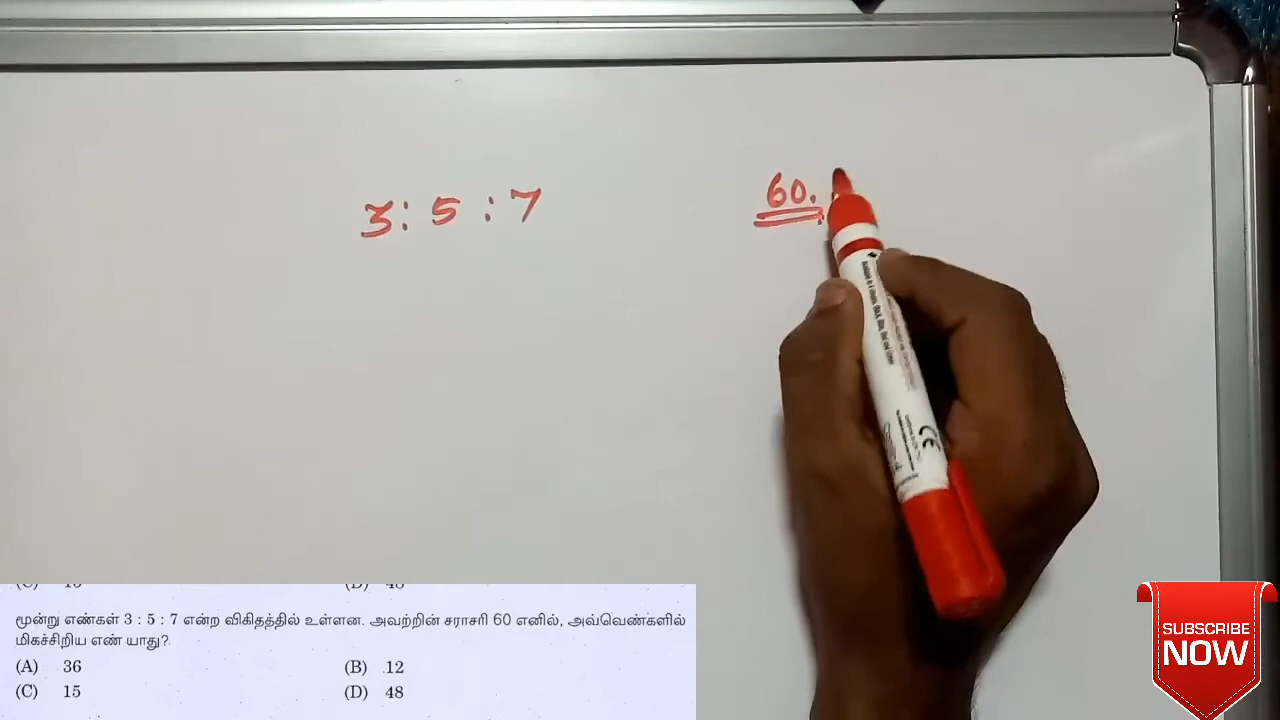 3 : 5 : 7
60.
மூன்று எண்கள் 3 : 5 : 7 என்ற விகிதத்தில் உள்ளன. அவற்றின் சராசரி 60 எனில், அவ்வெண்களில்
மிகச்சிறிய எண் யாது?
(A) 36 (B) 12
(C) 15 (D) 48
SUBSCRIBE
NOW